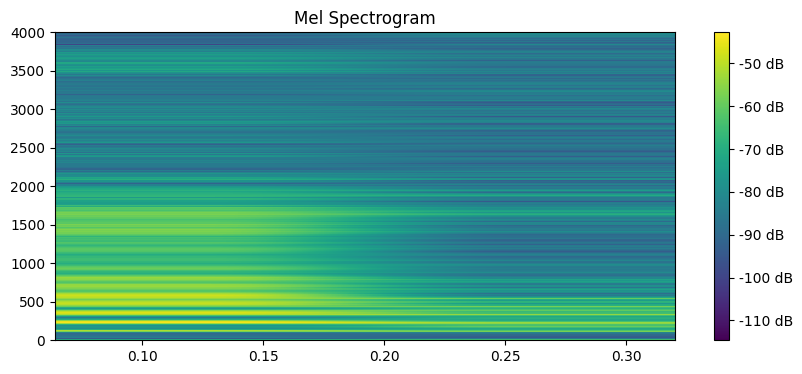 Mel Spectrogram
4000
3500
3000
2500
2000
1500
1000
500
0
0.10 0.15 0.20 0.25 0.30
-50 dB
-60 dB
-70 dB
-80 dB
-90 dB
-100 dB
-110 dB